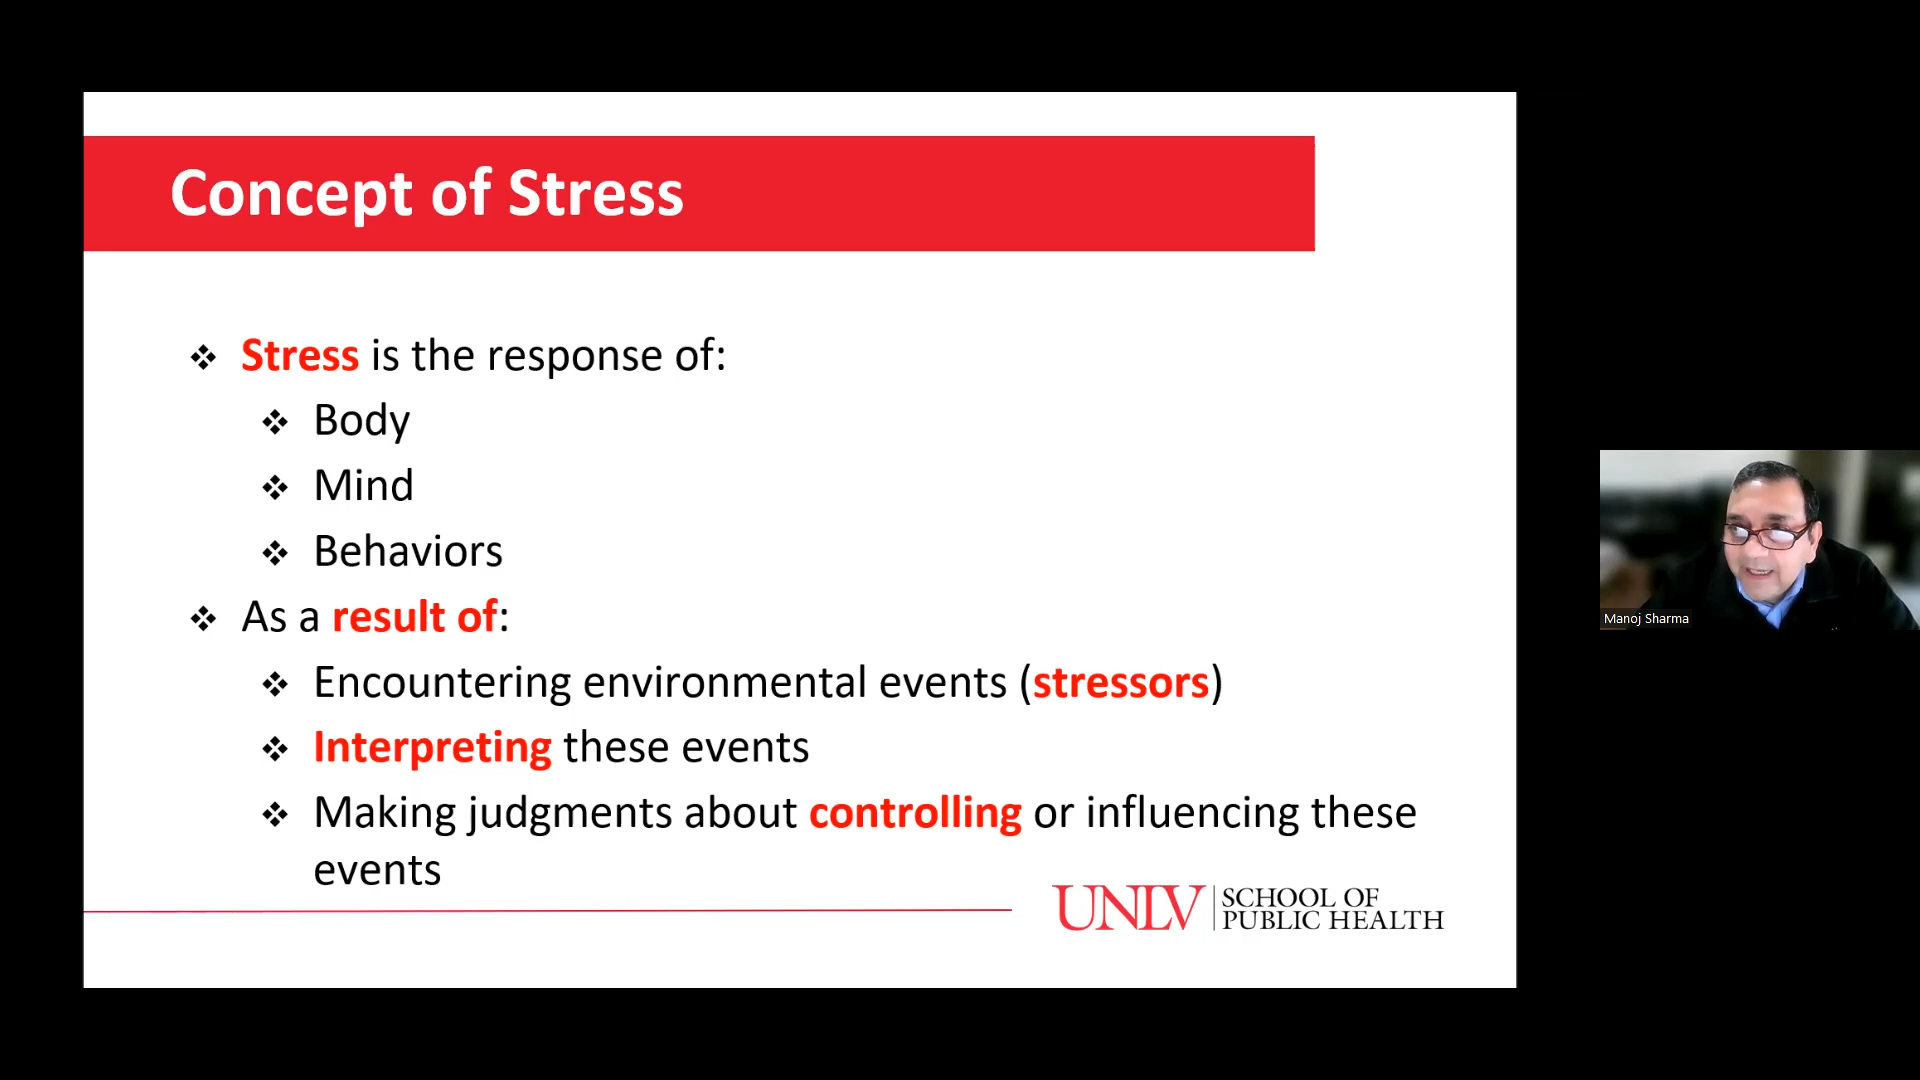 Concept of Stress
❖ Stress is the response of:
❖ Body
❖ Mind
❖ Behaviors
❖ As a result of:
❖ Encountering environmental events (stressors)
❖ Interpreting these events
❖ Making judgments about controlling or influencing these
events
UNLV SCHOOL OF
PUBLIC HEALTH
Manoj Sharma